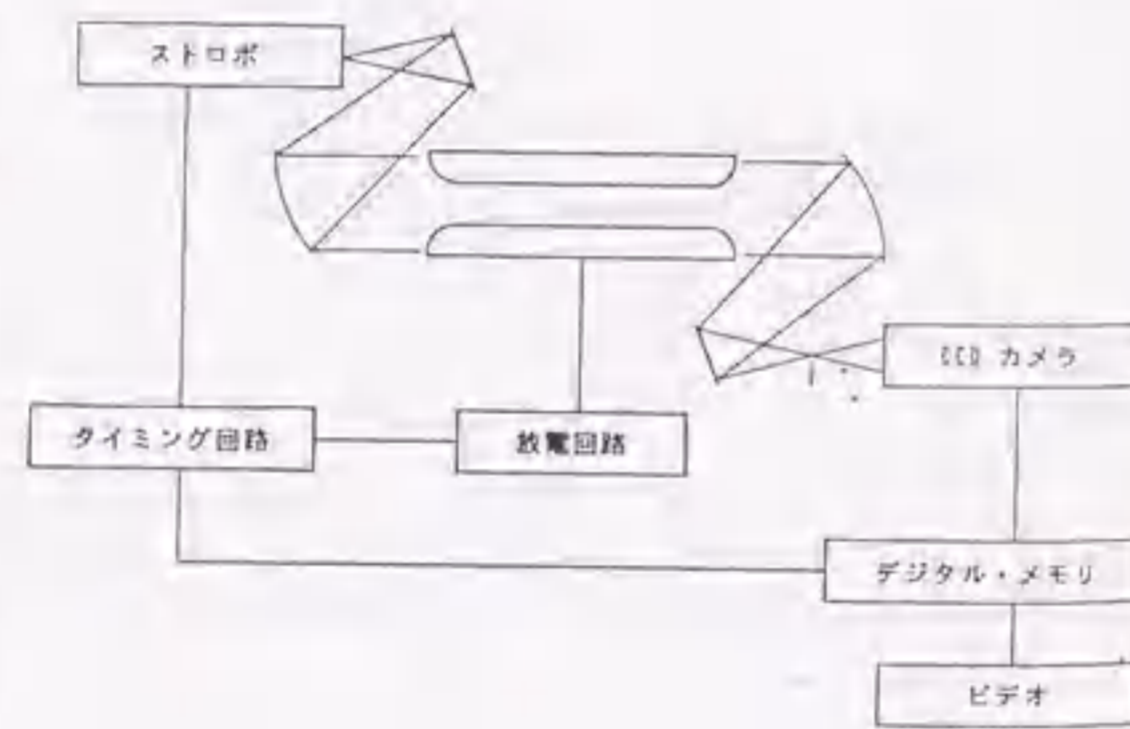 ストロボ
CCD カメラ
タイミング回路
放電回路
デジタル・メモリ
ビデオ